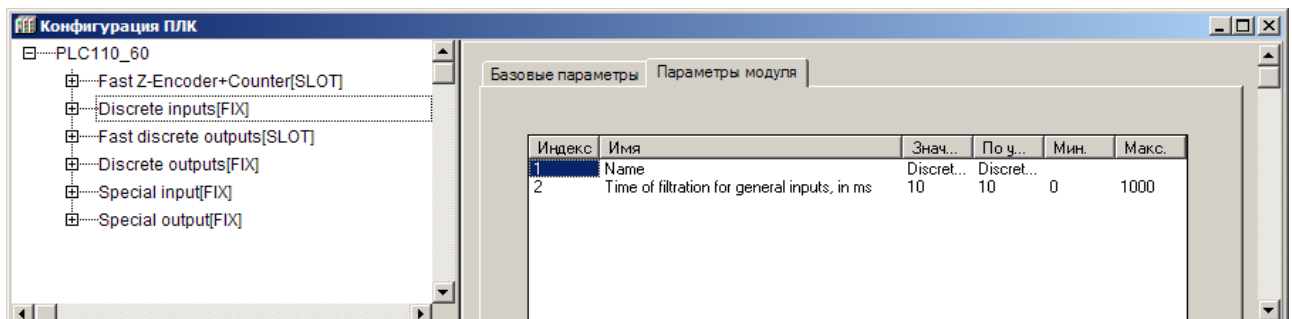 Конфигурация ПЛК
PLC110_60
Fast Z-Encoder+Counter[SLOT]
Discrete inputs[FIX]
Fast discrete outputs[SLOT]
Discrete outputs[FIX]
Special input[FIX]
Special output[FIX]
Базовые параметры Параметры модуля
Индекс Имя Знач... По у... Мин. Макс.
1 Name Discret... Discret...
2 Time of filtration for general inputs, in ms 10 10 0 1000